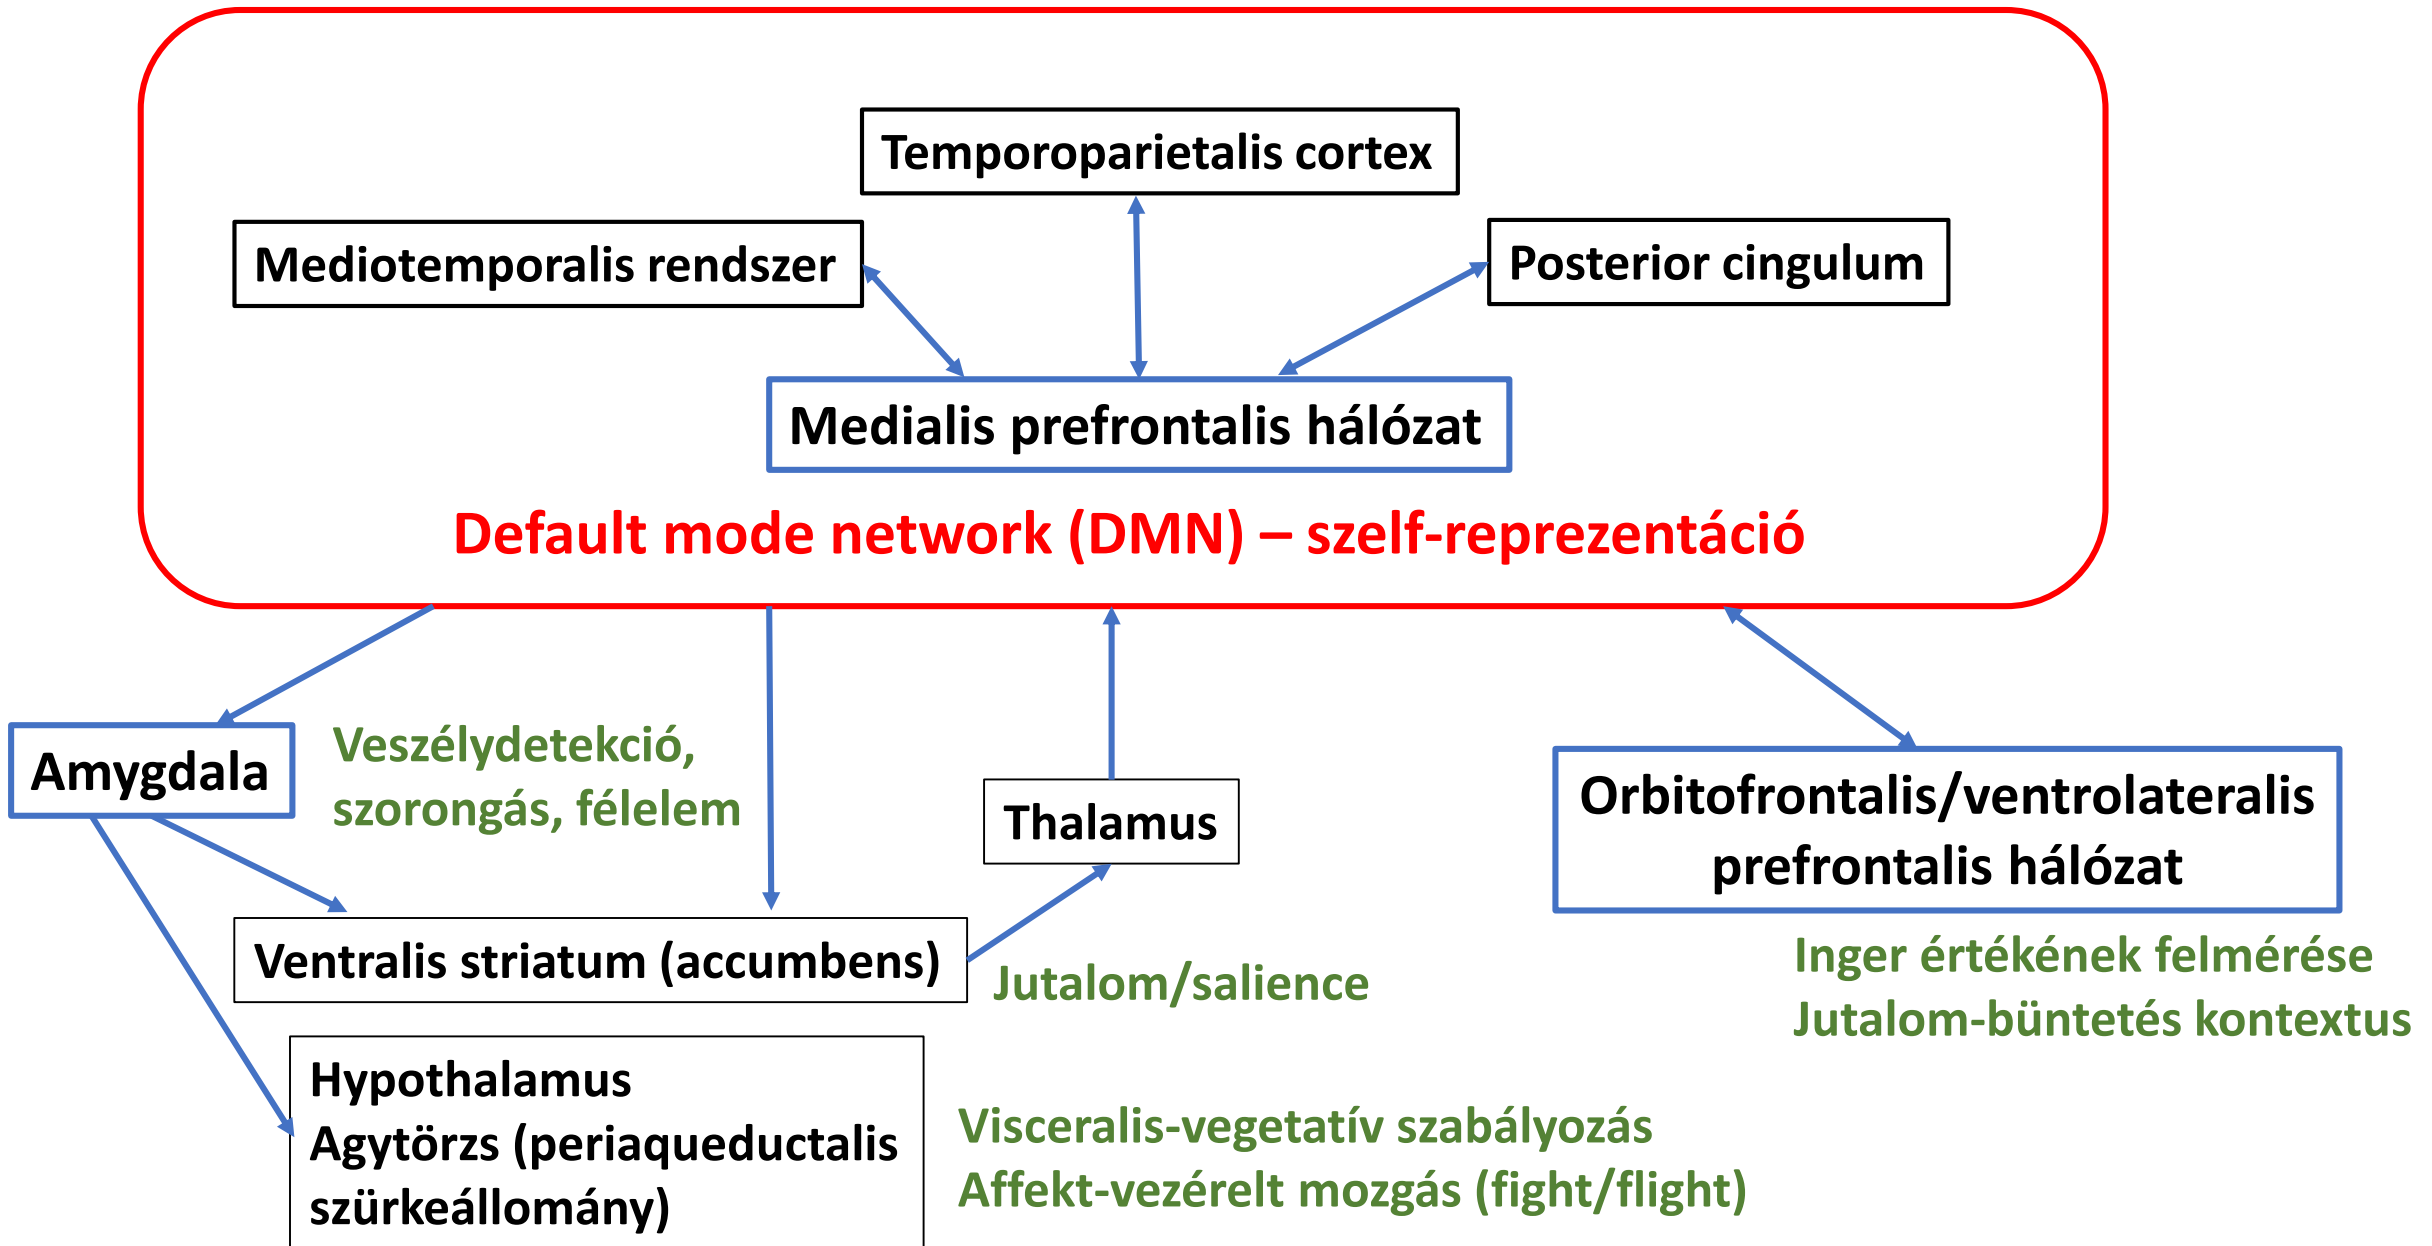 Temporoparietalis cortex
Mediotemporalis rendszer
Posterior cingulum
Medialis prefrontalis hálózat
Default mode network (DMN) – szelf-reprezentáció
Amygdala
Veszélydetekció,
szorongás, félelem
Thalamus
Orbitofrontalis/ventrolateralis
prefrontalis hálózat
Ventralis striatum (accumbens)
Jutalom/salience
Inger értékének felmérése
Jutalom-büntetés kontextus
Hypothalamus
Agytörzs (periaqueductalis
szürkeállomány)
Visceralis-vegetatív szabályozás
Affekt-vezérelt mozgás (fight/flight)